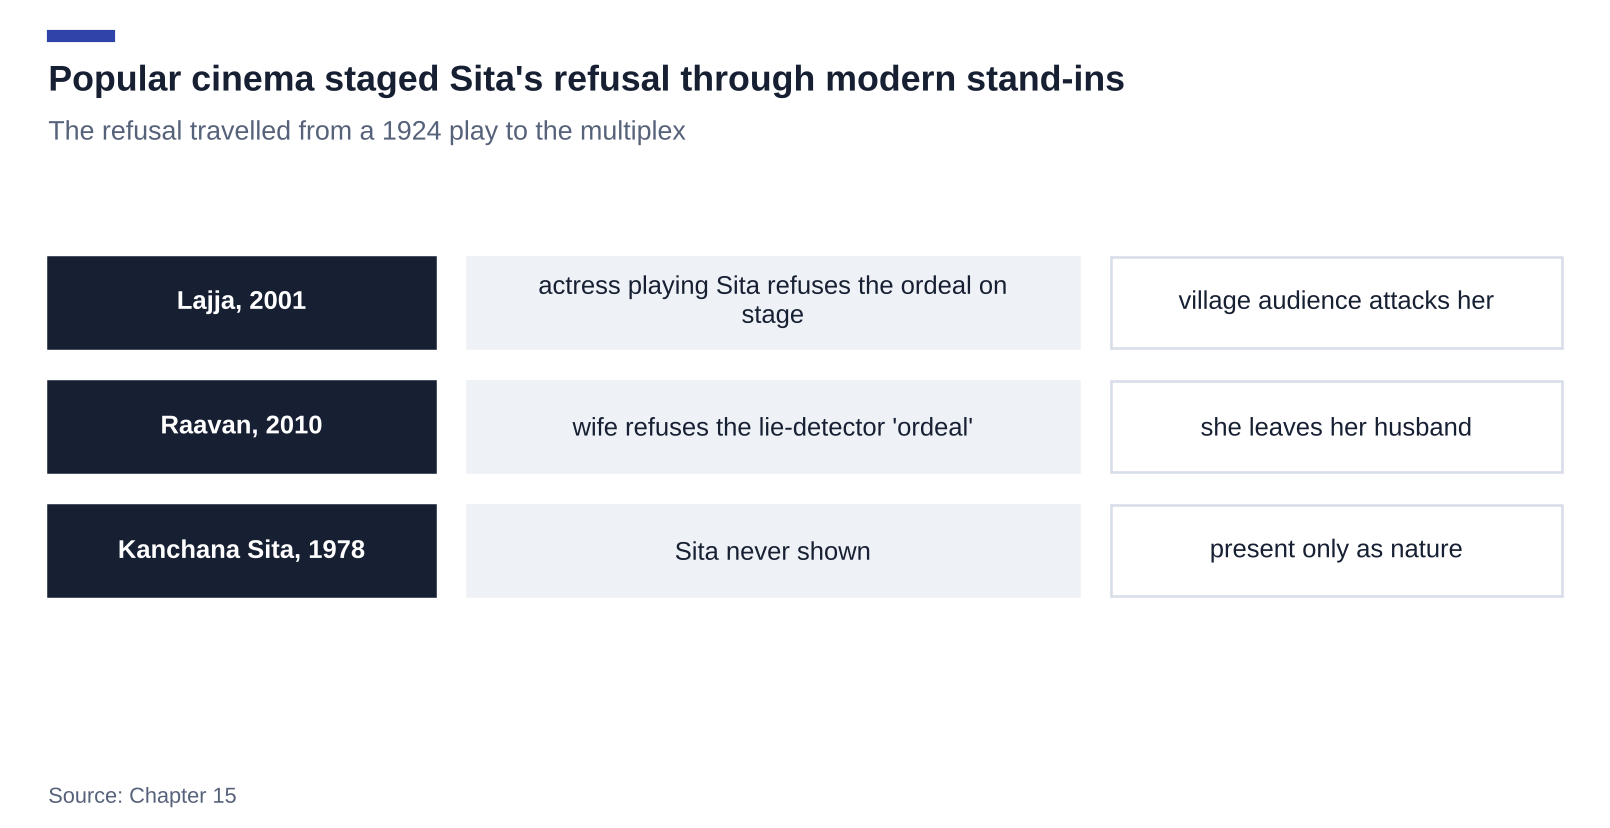 Popular cinema staged Sita's refusal through modern stand-ins
The refusal travelled from a 1924 play to the multiplex
Lajja, 2001
actress playing Sita refuses the ordeal on
stage
village audience attacks her
Raavan, 2010
wife refuses the lie-detector 'ordeal'
she leaves her husband
Kanchana Sita, 1978
Sita never shown
present only as nature
Source: Chapter 15